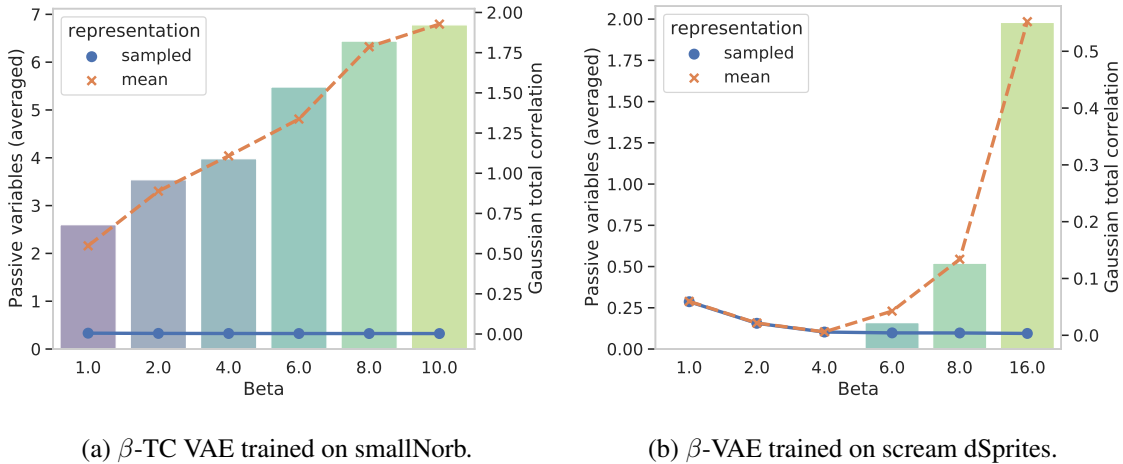 representation
sampled
mean
Passive variables (averaged)
7
6
5
4
3
2
1
0
2.00
1.75
1.50
1.25
1.00
0.75
0.50
0.25
0.00
Gaussian total correlation
1.0 2.0 4.0 6.0 8.0 10.0
Beta
(a) β-TC VAE trained on smallNorb.
representation
sampled
mean
Passive variables (averaged)
2.00
1.75
1.50
1.25
1.00
0.75
0.50
0.25
0.00
0.5
0.4
0.3
0.2
0.1
0.0
Gaussian total correlation
1.0 2.0 4.0 6.0 8.0 16.0
Beta
(b) β-VAE trained on scream dSprites.